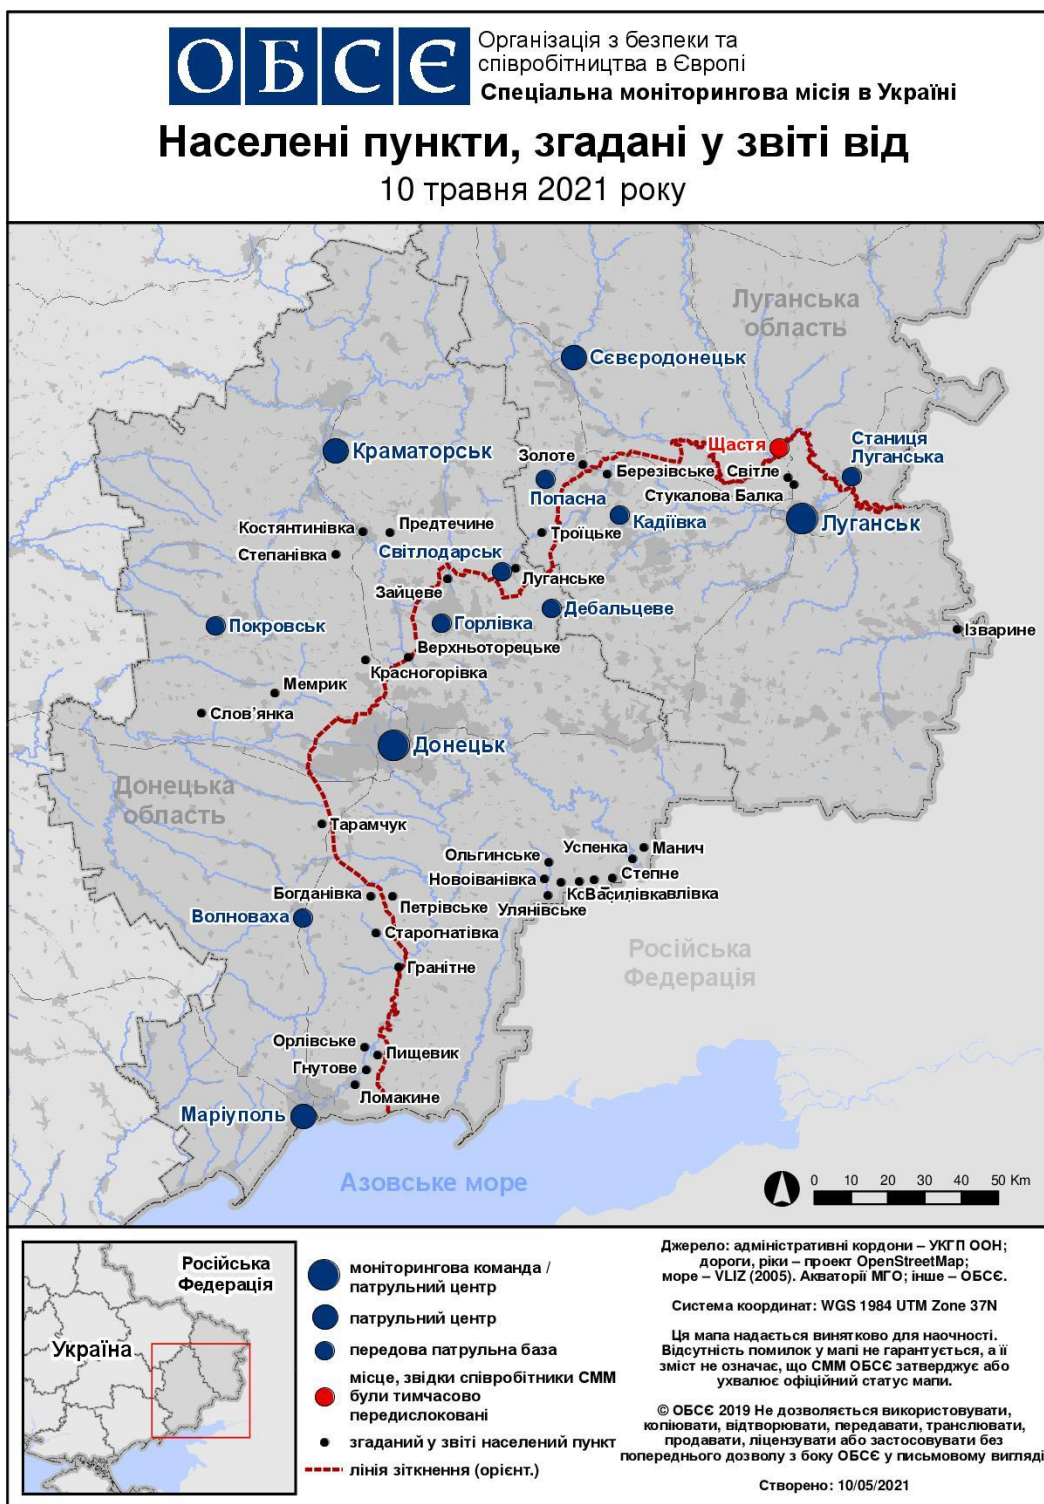 ОБСЄ
Організація з безпеки та
співробітництва в Європі
Спеціальна моніторингова місія в Україні
Населені пункти, згадані у звіті від
10 травня 2021 року
Луганська
область
Сєвєродонецьк
Щастя
Станиця
Луганська
Краматорськ
Золоте
Березівське
Світле
Попасна
Стукалова Балка
Кадіївка
Луганськ
Костянтинівка
Предтечине
Троїцьке
Степанівка
Світлодарськ
Луганське
Зайцеве
Дебальцеве
Покровськ
Горлівка
Ізварине
Верхньоторецьке
Красногорівка
Мемрик
Слов’янка
Донецьк
Донецька
область
Тарамчук
Ольгинське
Успенка
Манич
Новоіванівка
Степне
Василівка
влівка
Улянівське
Богданівка
Петрівське
Волноваха
Старогнатівка
Гранітне
Російська
Федерація
Орлівське
Пищевик
Гнутове
Ломакине
Маріуполь
Азовське море
0 10 20 30 40 50 Km
Російська
Федерація
Україна
моніторингова команда /
патрульний центр
патрульний центр
передова патрульна база
місце, звідки співробітники СММ
були тимчасово
передислоковані
згаданий у звіті населений пункт
лінія зіткнення (орієнт.)
Джерело: адміністративні кордони – УКГП ООН;
дороги, ріки – проект OpenStreetMap;
море – VLIZ (2005). Акваторії МГО; інше – ОБСЄ.
Система координат: WGS 1984 UTM Zone 37N
Ця мапа надається винятково для наочності.
Відсутність помилок у мапі не гарантується, а її
зміст не означає, що СММ ОБСЄ затверджує або
ухвалює офіційний статус мапи.
© ОБСЄ 2019 Не дозволяється використовувати,
копіювати, відтворювати, передавати, транслювати,
продавати, ліцензувати або застосовувати без
попереднього дозволу з боку ОБСЄ у письмовому вигляді
Створено: 10/05/2021